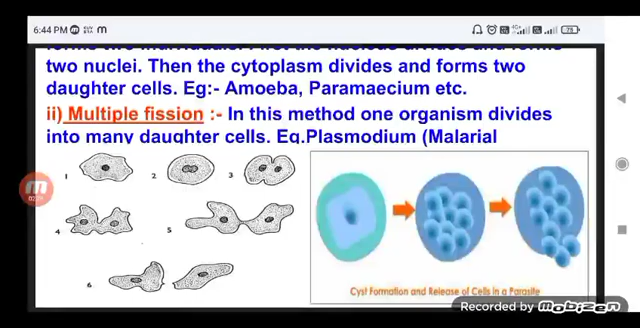 6:44 PM
79
two nuclei. Then the cytoplasm divides and forms two
daughter cells. Eg:- Amoeba, Paramaecium etc.
ii) Multiple fission :- In this method one organism divides
into many daughter cells. Eg.Plasmodium (Malarial
1 2 3
4 5
6
Cyst Formation and Release of Cells in a Parasite
Recorded by mobizen